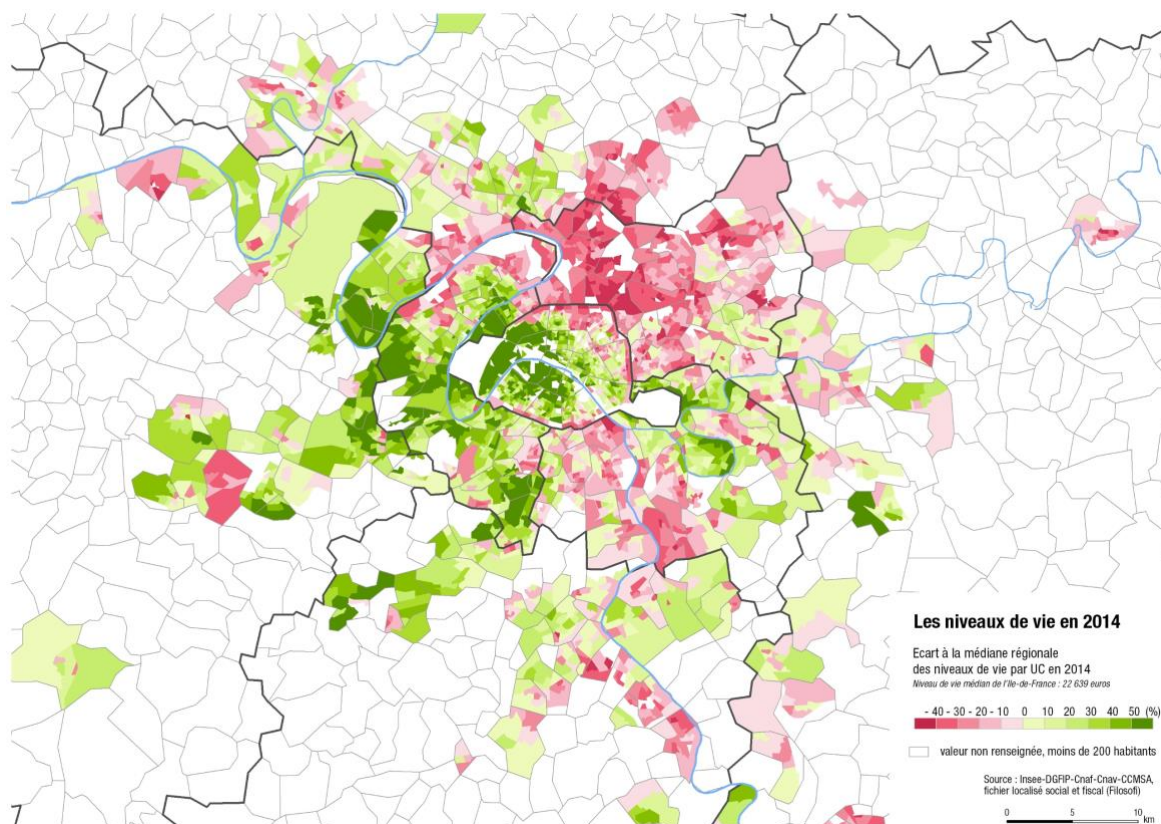 Les niveaux de vie en 2014
Ecart à la médiane régionale
des niveaux de vie par UC en 2014
Niveau de vie médian de l'Ile-de-France : 22 639 euros
- 40 - 30 - 20 - 10 0 10 20 30 40 50 (%)
valeur non renseignée, moins de 200 habitants
Source : Insee-DGFIP-Cnaf-Cnav-CCMSA,
fichier localisé social et fiscal (Filosofi)
0 5 10
km